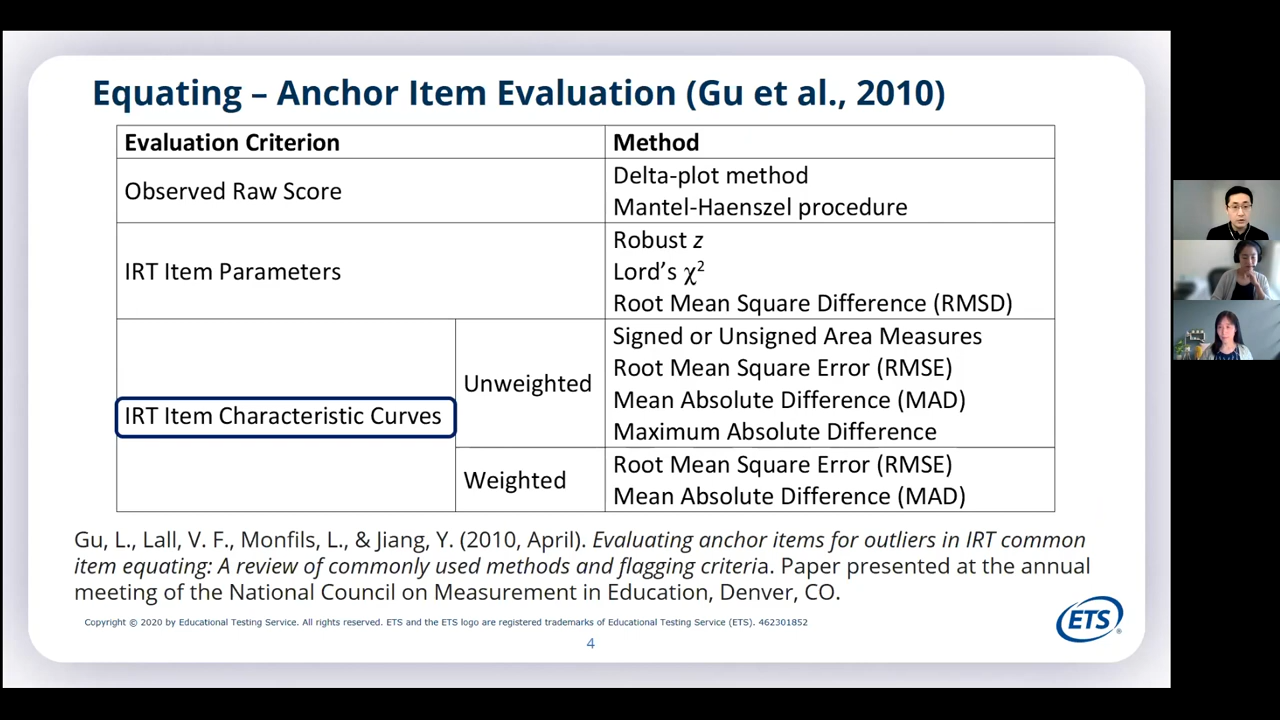 Equating – Anchor Item Evaluation (Gu et al., 2010)
Evaluation Criterion
Method
Observed Raw Score
Delta-plot method
Mantel-Haenszel procedure
IRT Item Parameters
Robust z
Lord’s χ²
Root Mean Square Difference (RMSD)
IRT Item Characteristic Curves
Unweighted
Signed or Unsigned Area Measures
Root Mean Square Error (RMSE)
Mean Absolute Difference (MAD)
Maximum Absolute Difference
Weighted
Root Mean Square Error (RMSE)
Mean Absolute Difference (MAD)
Gu, L., Lall, V. F., Monfils, L., & Jiang, Y. (2010, April). Evaluating anchor items for outliers in IRT common
item equating: A review of commonly used methods and flagging criteria. Paper presented at the annual
meeting of the National Council on Measurement in Education, Denver, CO.
Copyright © 2020 by Educational Testing Service. All rights reserved. ETS and the ETS logo are registered trademarks of Educational Testing Service (ETS). 462301852
ETS®
4